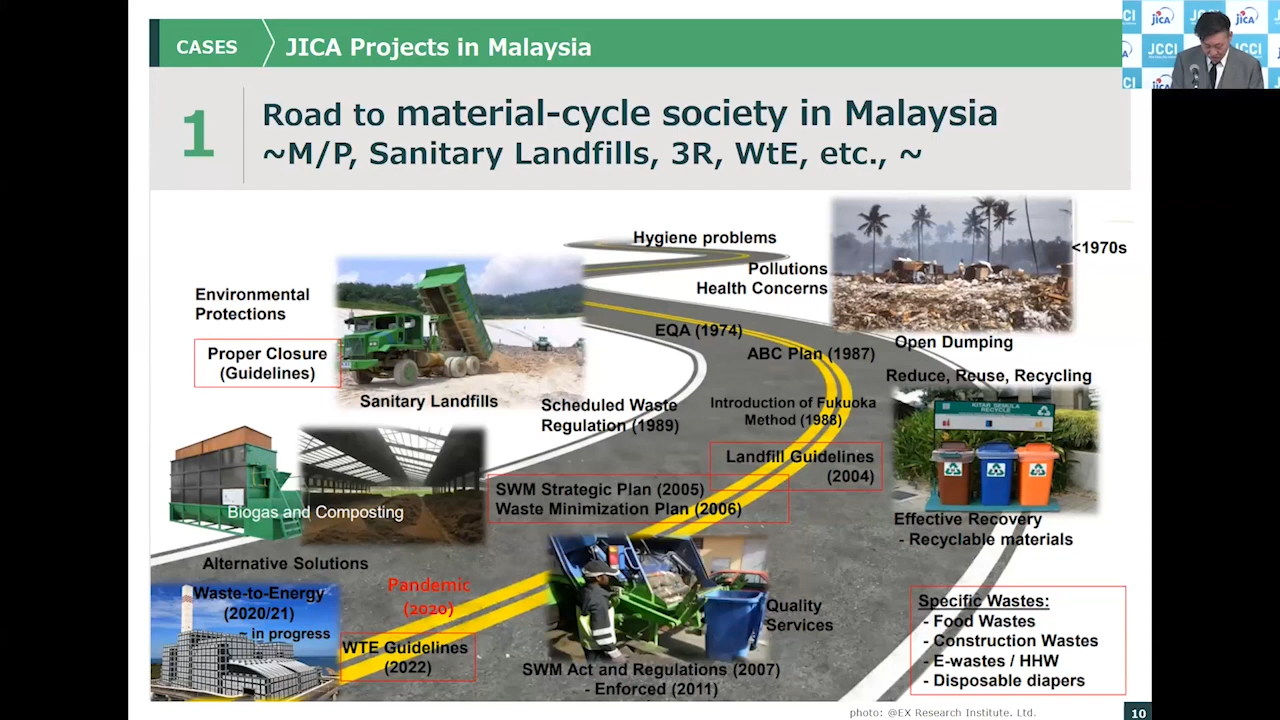 CASES
JICA Projects in Malaysia
1
Road to material-cycle society in Malaysia
~M/P, Sanitary Landfills, 3R, WtE, etc., ~
JICA
JICA
JCCI
JCCI
Hygiene problems
<1970s
Pollutions
Health Concerns
Environmental
Protections
EQA (1974)
Open Dumping
Proper Closure
(Guidelines)
ABC Plan (1987)
Reduce, Reuse, Recycling
Sanitary Landfills
Scheduled Waste
Regulation (1989)
Introduction of Fukuoka
Method (1988)
KITAR SEMULA
RECYCLE
Landfill Guidelines
(2004)
SWM Strategic Plan (2005)
Waste Minimization Plan (2006)
Biogas and Composting
Effective Recovery
- Recyclable materials
Alternative Solutions
Pandemic
(2020)
Waste-to-Energy
(2020/21)
~ in progress
Quality
Services
Specific Wastes:
- Food Wastes
- Construction Wastes
- E-wastes / HHW
- Disposable diapers
WTE Guidelines
(2022)
SWM Act and Regulations (2007)
- Enforced (2011)
photo: @EX Research Institute. Ltd.
10